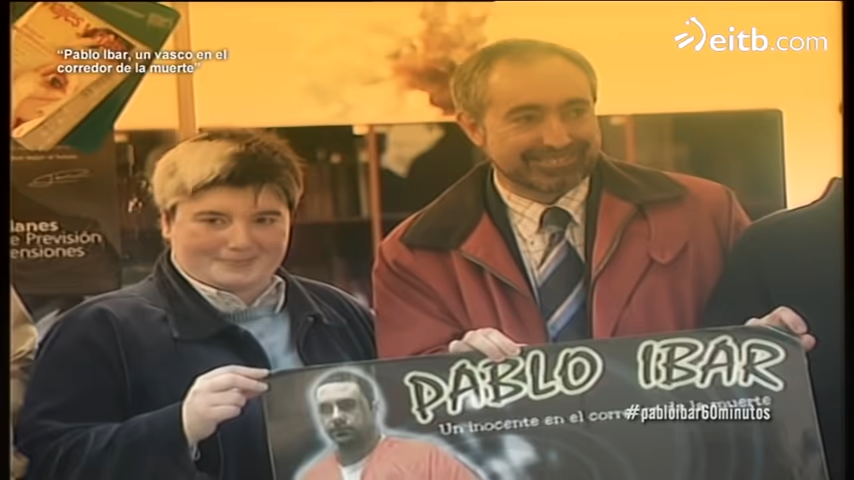 "Pablo Ibar, un vasco en el
corredor de la muerte"
eitb.com
lanes
e Previsión
ensiones
PABLO IBAR
Un inocente en el corr la muerte
#pabloibar60minutos